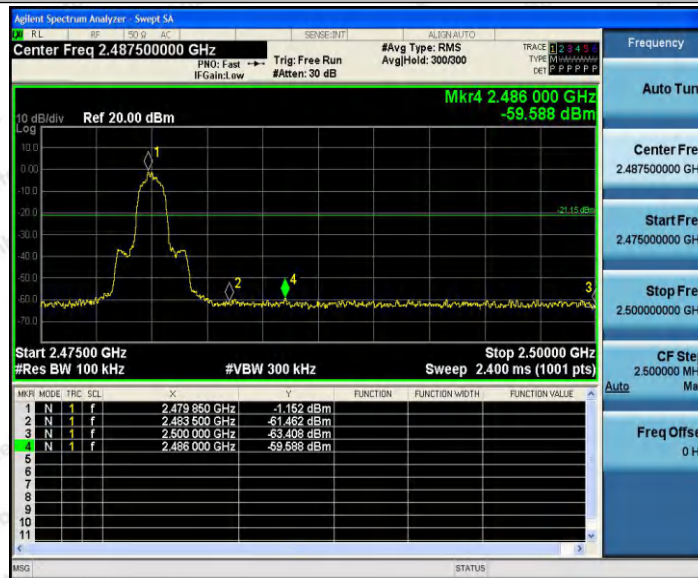 Agilent Spectrum Analyzer - Swept SA
RL RF 50 Ω AC SENSE:INT ALIGN AUTO
Center Freq 2.487500000 GHz
#Avg Type: RMS
TRACE 1 2 3 4 5 6
PNO: Fast Trig: Free Run
Avg|Hold: 300/300
TYPE M
IFGain:Low #Atten: 30 dB
DET P P P P P P
Mkr4 2.486 000 GHz
-59.588 dBm
10 dB/div Ref 20.00 dBm
Log
10.0
0.00
-10.0
-20.0
-30.0
-40.0
-50.0
-60.0
-70.0
-21.15 dBm
1
2
4
3
Start 2.47500 GHz Stop 2.50000 GHz
#Res BW 100 kHz #VBW 300 kHz Sweep 2.400 ms (1001 pts)
MKR MODE TRC SCL X Y FUNCTION FUNCTION WIDTH FUNCTION VALUE
1 N 1 f 2.479 850 GHz -1.152 dBm
2 N 1 f 2.483 500 GHz -61.462 dBm
3 N 1 f 2.500 000 GHz -63.408 dBm
4 N 1 f 2.486 000 GHz -59.588 dBm
5
6
7
8
9
10
11
MSG STATUS
Frequency
Auto Tun
Center Fre
2.487500000 GH
Start Fre
2.475000000 GH
Stop Fre
2.500000000 GH
CF Ste
2.500000 MH
Auto Ma
Freq Offse
0 H